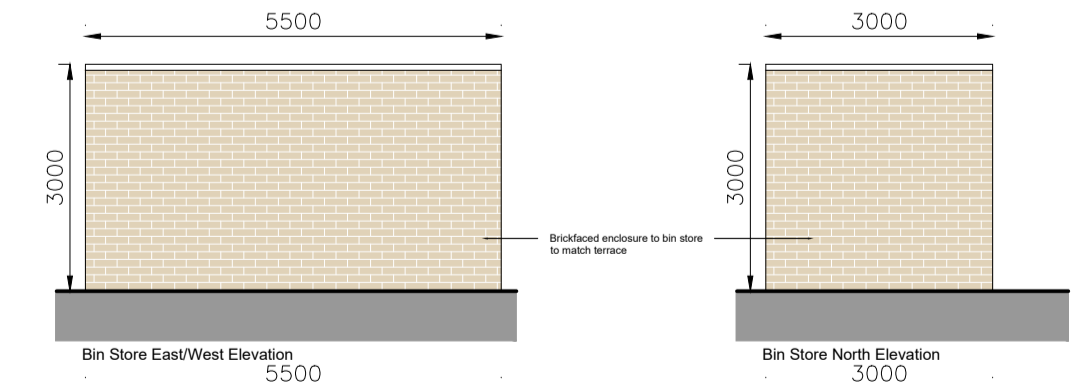 5500
3000
3000
3000
Brickfaced enclosure to bin store
to match terrace
Bin Store East/West Elevation
Bin Store North Elevation
5500
3000